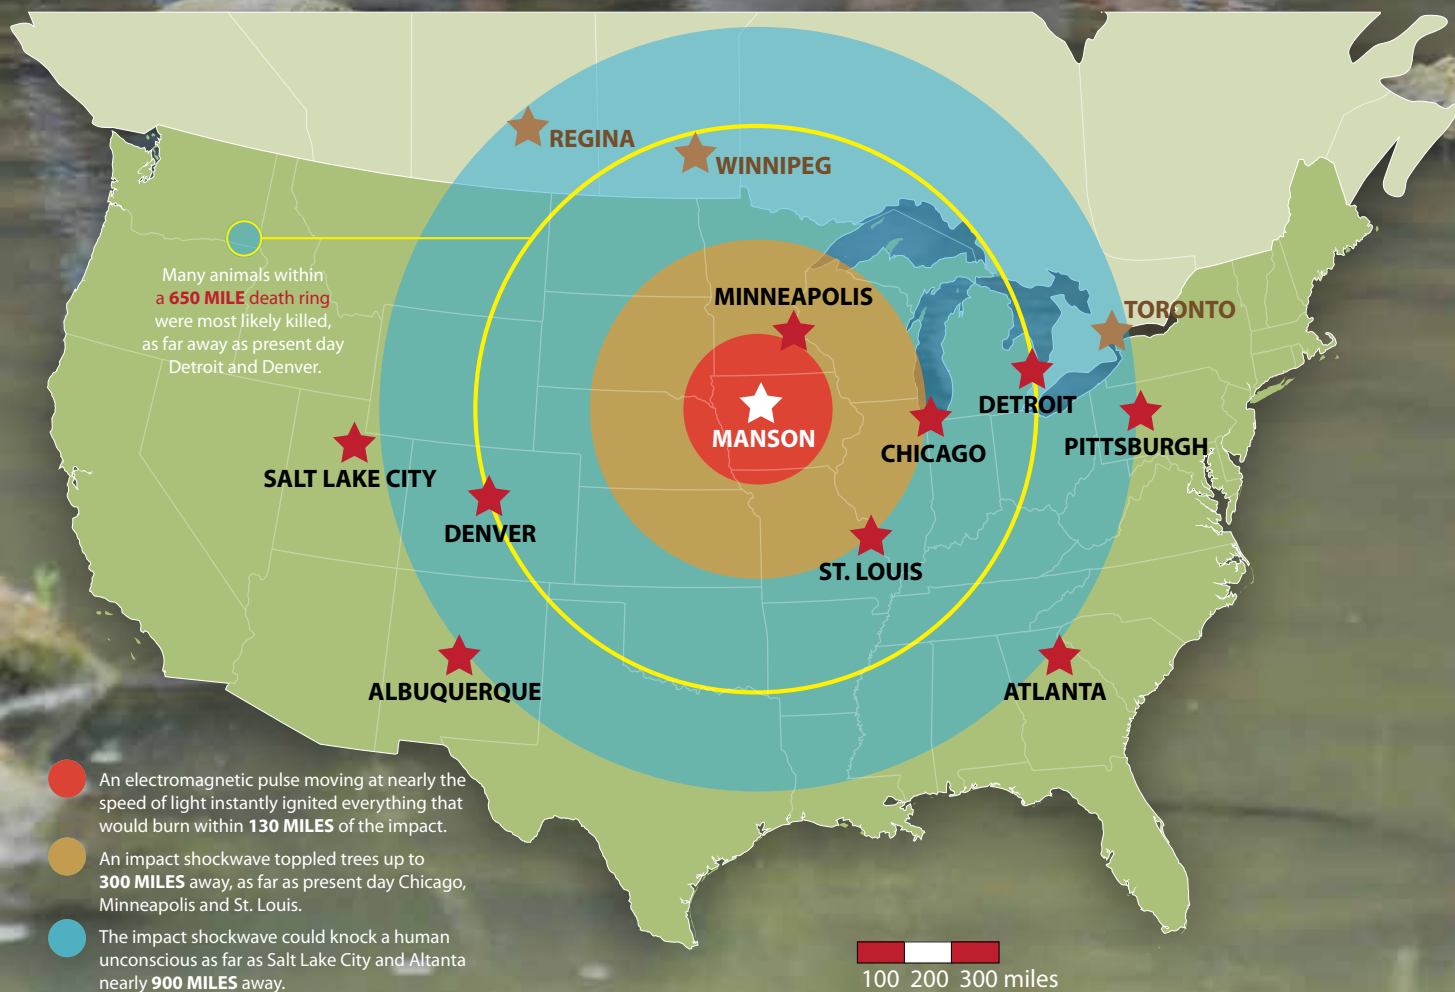 REGINA
WINNIPEG
Many animals within
a 650 MILE death ring
were most likely killed,
as far away as present day
Detroit and Denver.
MINNEAPOLIS
TORONTO
DETROIT
MANSON
CHICAGO
PITTSBURGH
SALT LAKE CITY
DENVER
ST. LOUIS
ALBUQUERQUE
ATLANTA
An electromagnetic pulse moving at nearly the
speed of light instantly ignited everything that
would burn within 130 MILES of the impact.
An impact shockwave toppled trees up to
300 MILES away, as far as present day Chicago,
Minneapolis and St. Louis.
The impact shockwave could knock a human
unconscious as far as Salt Lake City and Altanta
nearly 900 MILES away.
100 200 300 miles